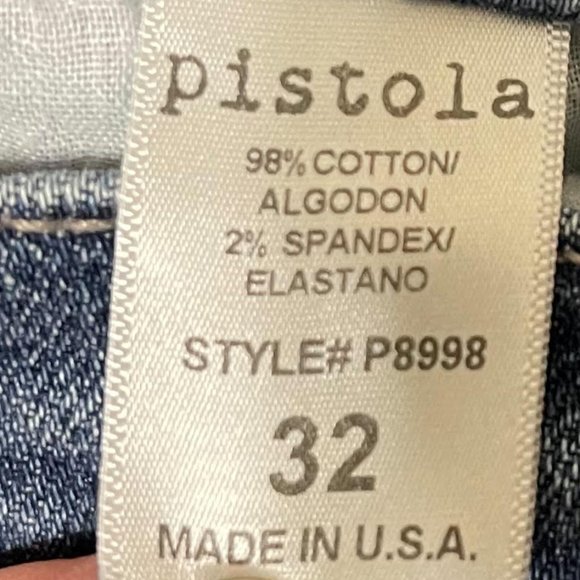 pistola
98% COTTON/
ALGODON
2% SPANDEX/
ELASTANO
STYLE# P8998
32
MADE IN U.S.A.